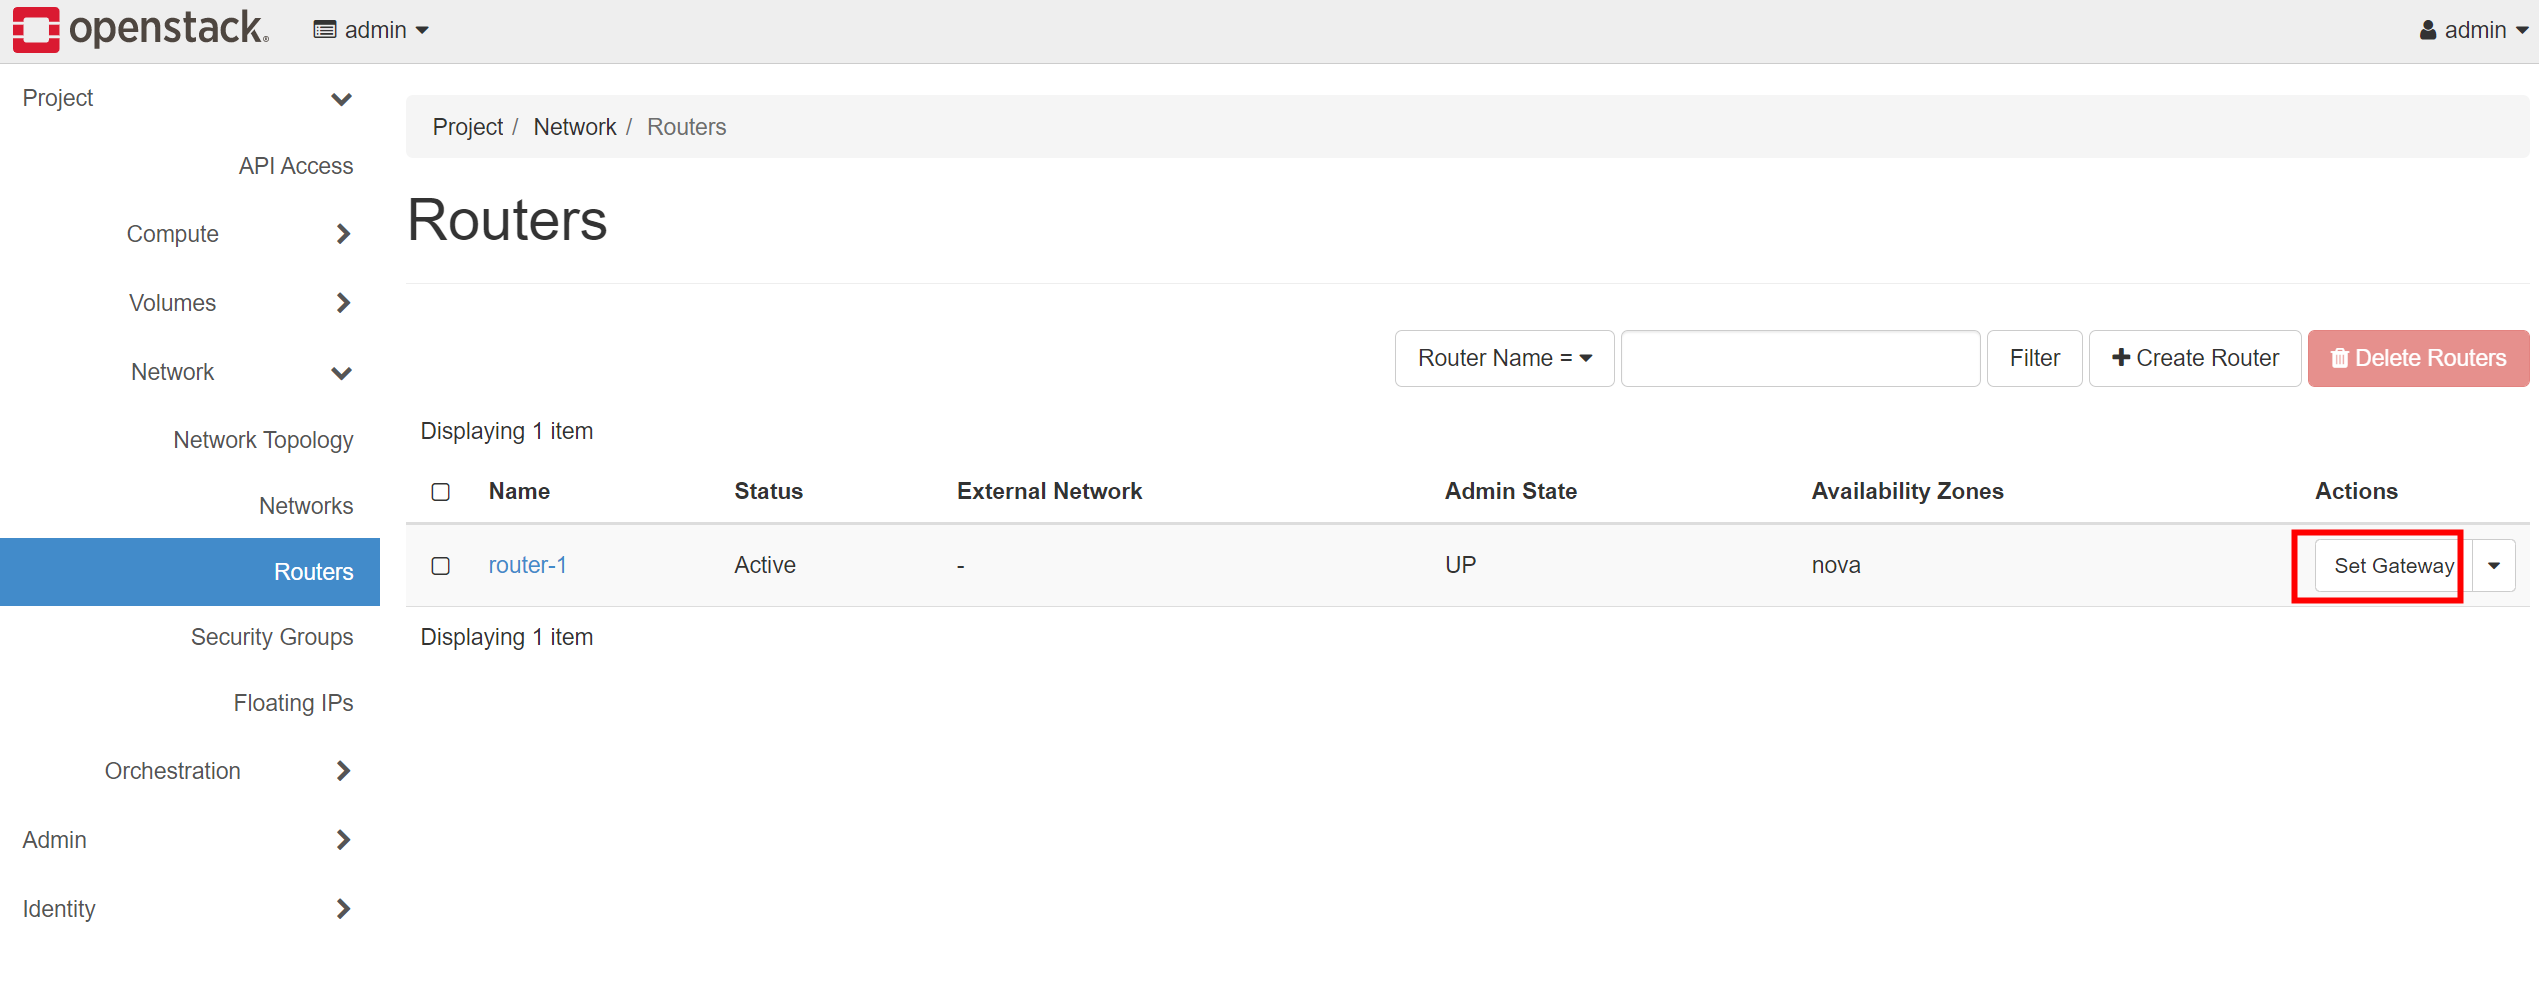 openstack. admin admin
Project
API Access
Compute
Volumes
Network
Network Topology
Networks
Routers
Security Groups
Floating IPs
Orchestration
Admin
Identity
Project / Network / Routers
Routers
Router Name = Filter Create Router Delete Routers
Displaying 1 item
Name Status External Network Admin State Availability Zones Actions
router-1 Active - UP nova Set Gateway
Displaying 1 item